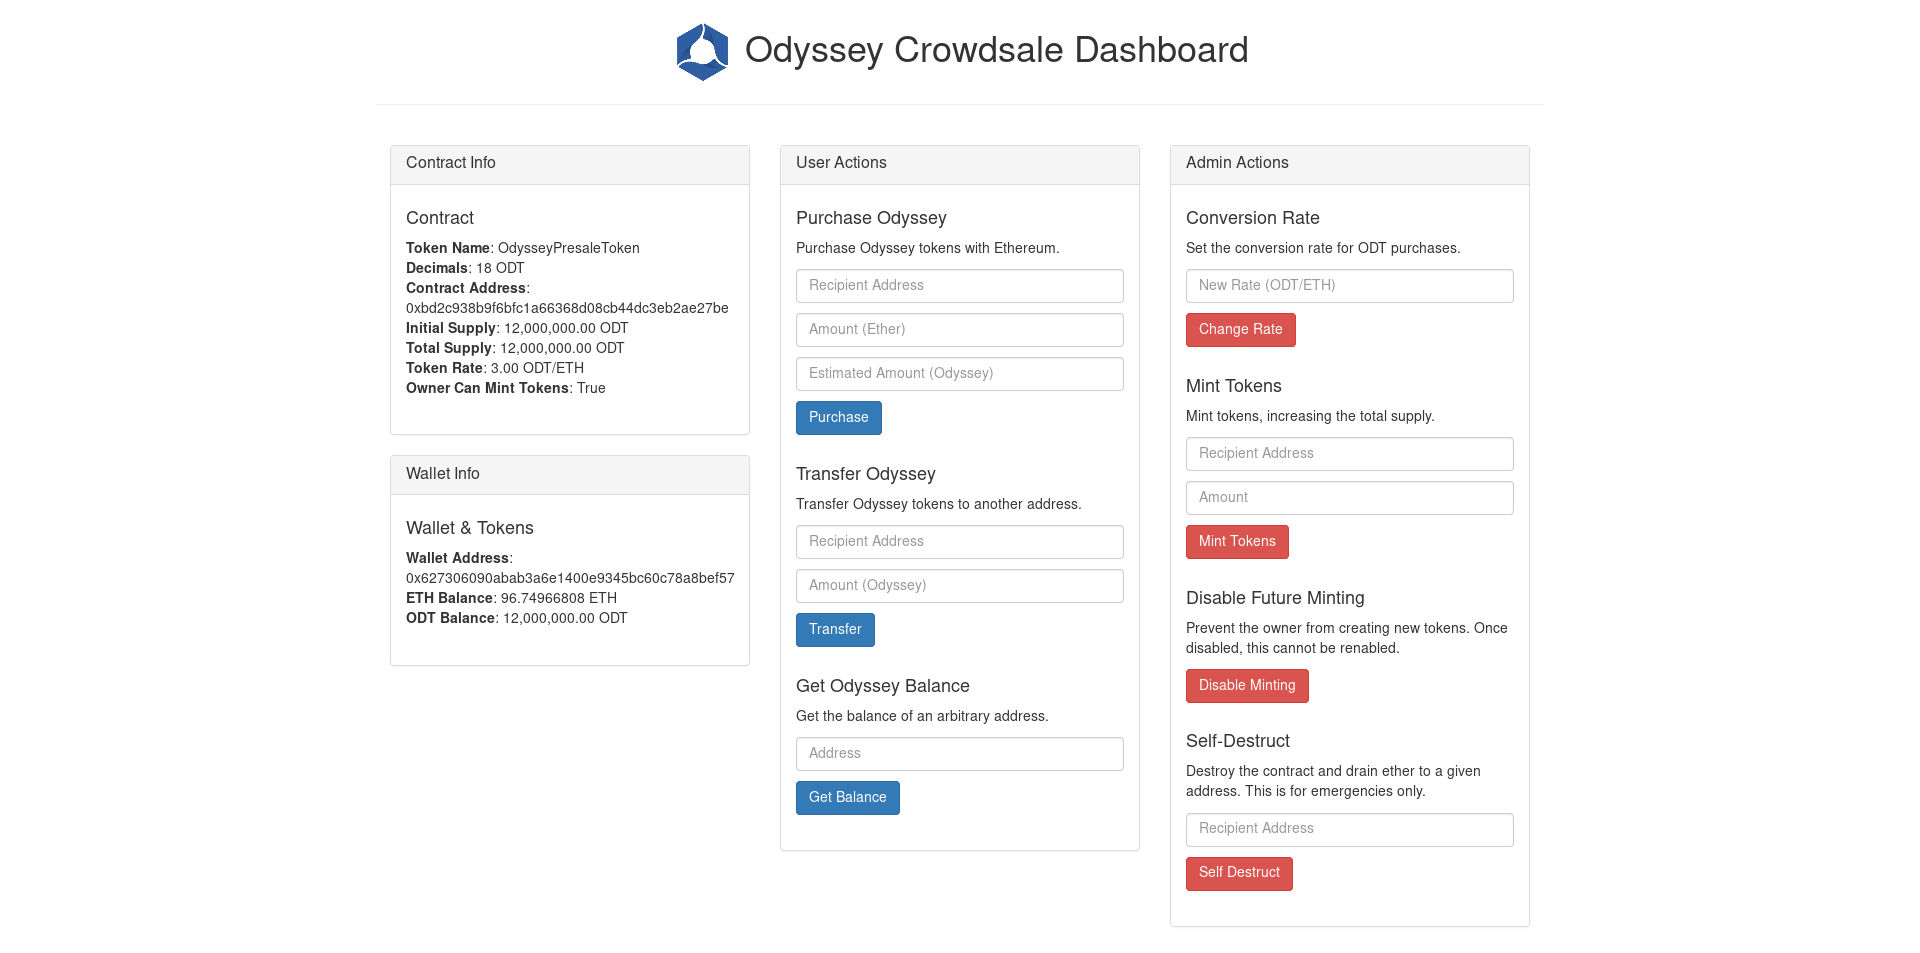 Odyssey Crowdsale Dashboard
Contract Info
Contract
Token Name: OdysseyPresaleToken
Decimals: 18 ODT
Contract Address:
0xbd2c938b9f6bfc1a66368d08cb44dc3eb2ae27be
Initial Supply: 12,000,000.00 ODT
Total Supply: 12,000,000.00 ODT
Token Rate: 3.00 ODT/ETH
Owner Can Mint Tokens: True
Wallet Info
Wallet & Tokens
Wallet Address:
0x627306090abab3a6e1400e9345bc60c78a8bef57
ETH Balance: 96.74966808 ETH
ODT Balance: 12,000,000.00 ODT
User Actions
Purchase Odyssey
Purchase Odyssey tokens with Ethereum.
Recipient Address
Amount (Ether)
Estimated Amount (Odyssey)
Purchase
Transfer Odyssey
Transfer Odyssey tokens to another address.
Recipient Address
Amount (Odyssey)
Transfer
Get Odyssey Balance
Get the balance of an arbitrary address.
Address
Get Balance
Admin Actions
Conversion Rate
Set the conversion rate for ODT purchases.
New Rate (ODT/ETH)
Change Rate
Mint Tokens
Mint tokens, increasing the total supply.
Recipient Address
Amount
Mint Tokens
Disable Future Minting
Prevent the owner from creating new tokens. Once
disabled, this cannot be renabled.
Disable Minting
Self-Destruct
Destroy the contract and drain ether to a given
address. This is for emergencies only.
Recipient Address
Self Destruct